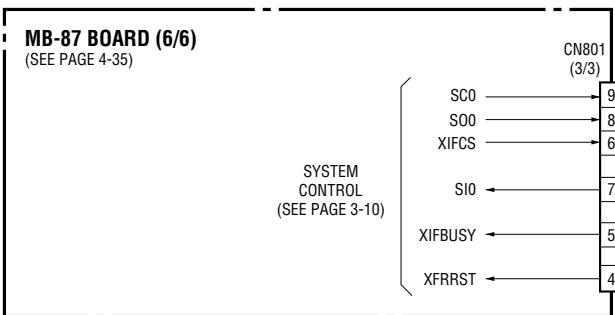 MB-87 BOARD (6/6)
(SEE PAGE 4-35)
CN801
(3/3)
SC0 9
SO0 8
XIFCS 6
SYSTEM
CONTROL
(SEE PAGE 3-10)
SI0 7
XIFBUSY 5
XFRRST 4